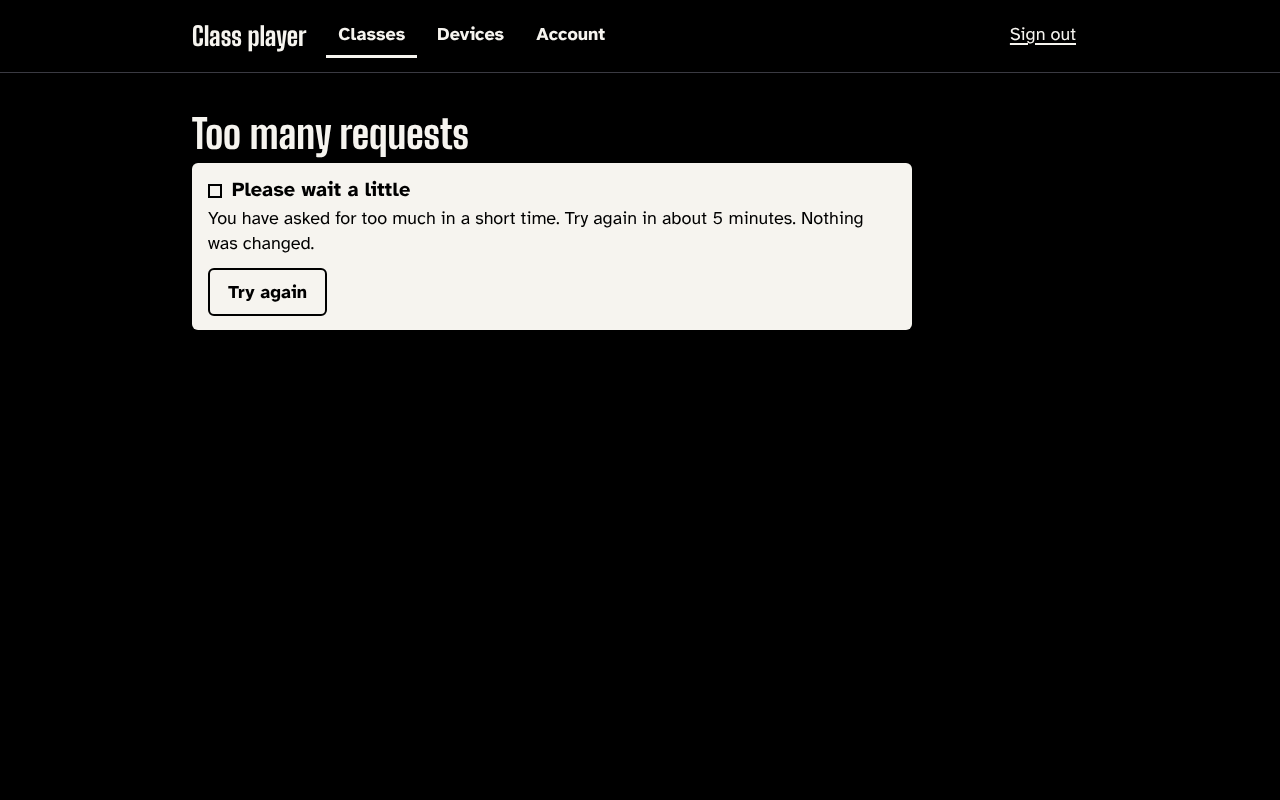 Class player
Classes
Devices
Account
Sign out
Too many requests
Please wait a little
You have asked for too much in a short time. Try again in about 5 minutes. Nothing
was changed.
Try again